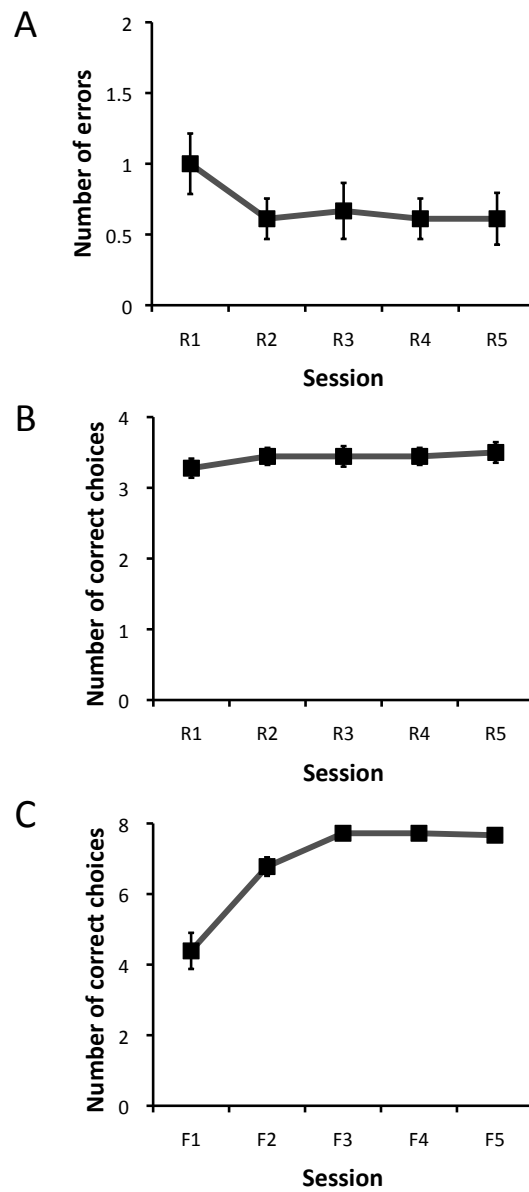 A
Number of errors
2
1.5
1
0.5
0
R1 R2 R3 R4 R5
Session
B
Number of correct choices
4
3
2
1
0
R1 R2 R3 R4 R5
Session
C
Number of correct choices
8
6
4
2
0
F1 F2 F3 F4 F5
Session